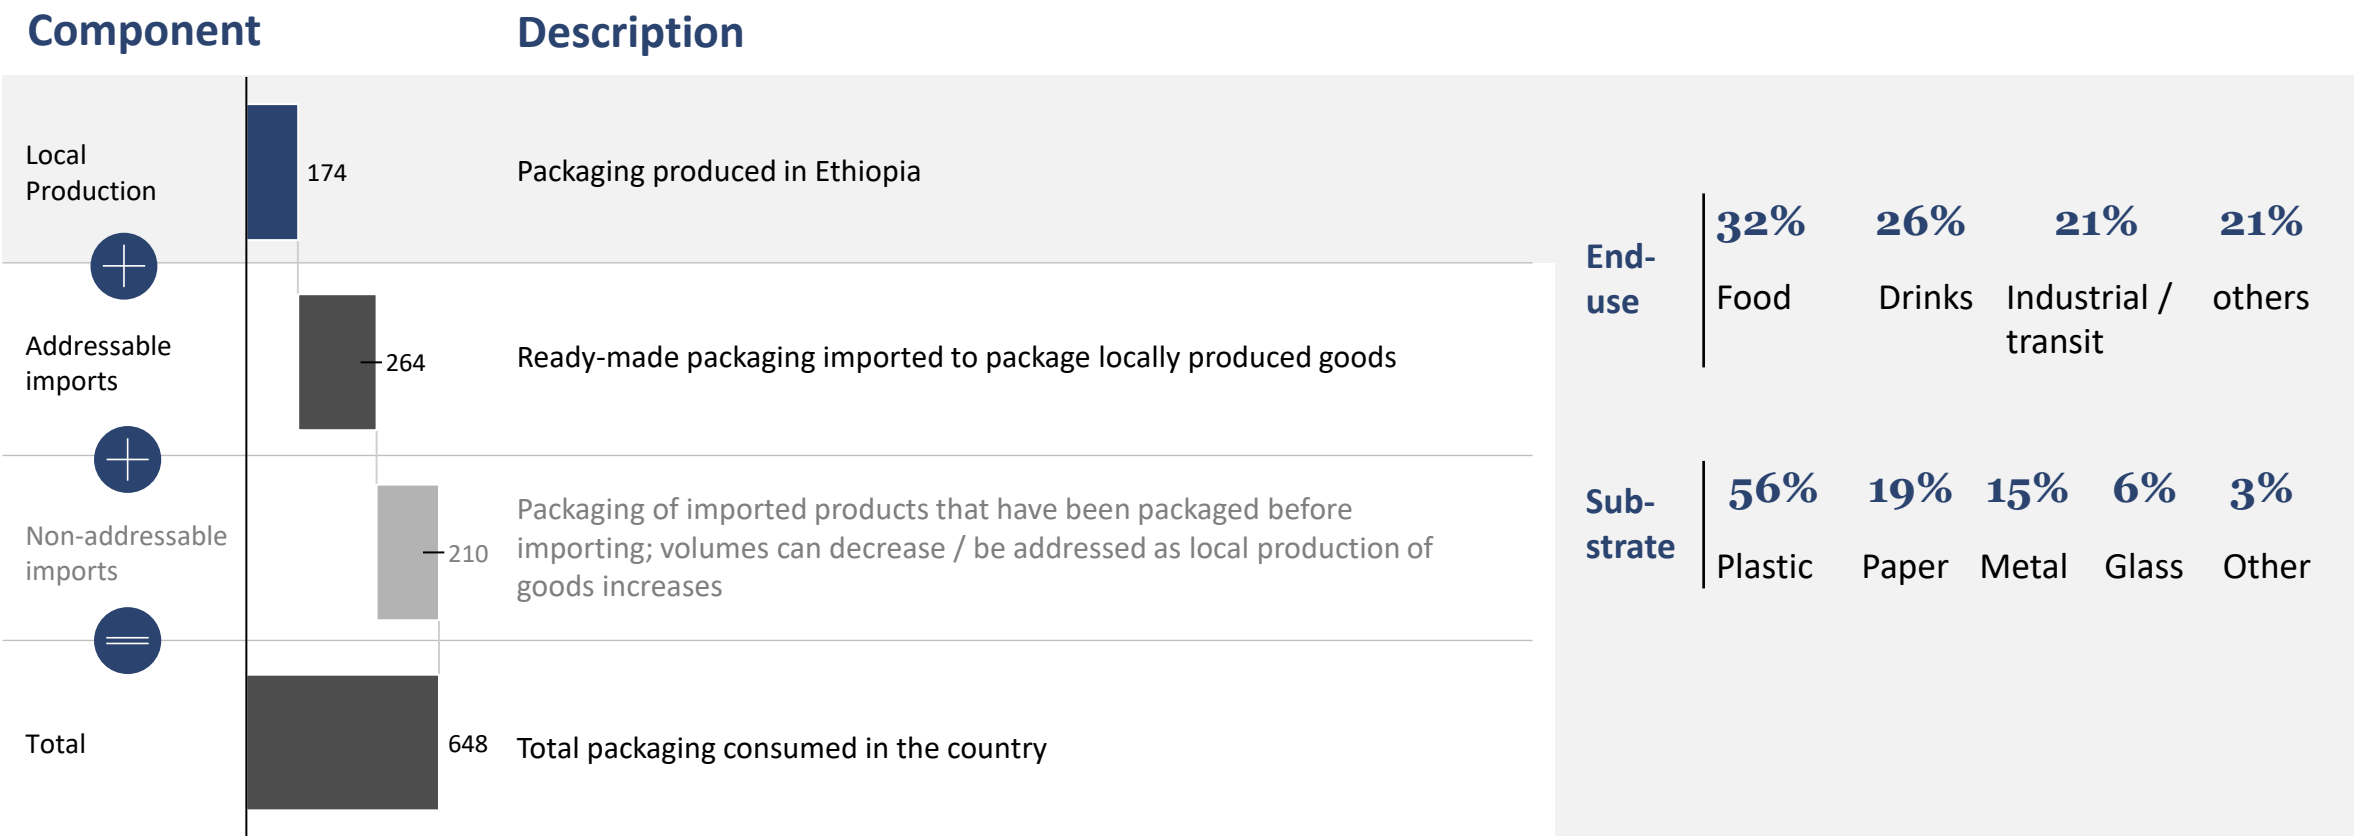 Component
Description
Local
Production
174
Packaging produced in Ethiopia
Addressable
imports
264
Ready-made packaging imported to package locally produced goods
Non-addressable
imports
210
Packaging of imported products that have been packaged before
importing; volumes can decrease / be addressed as local production of
goods increases
Total
648
Total packaging consumed in the country
End-
use
32% 26% 21% 21%
Food Drinks Industrial / others
transit
Sub-
strate
56% 19% 15% 6% 3%
Plastic Paper Metal Glass Other